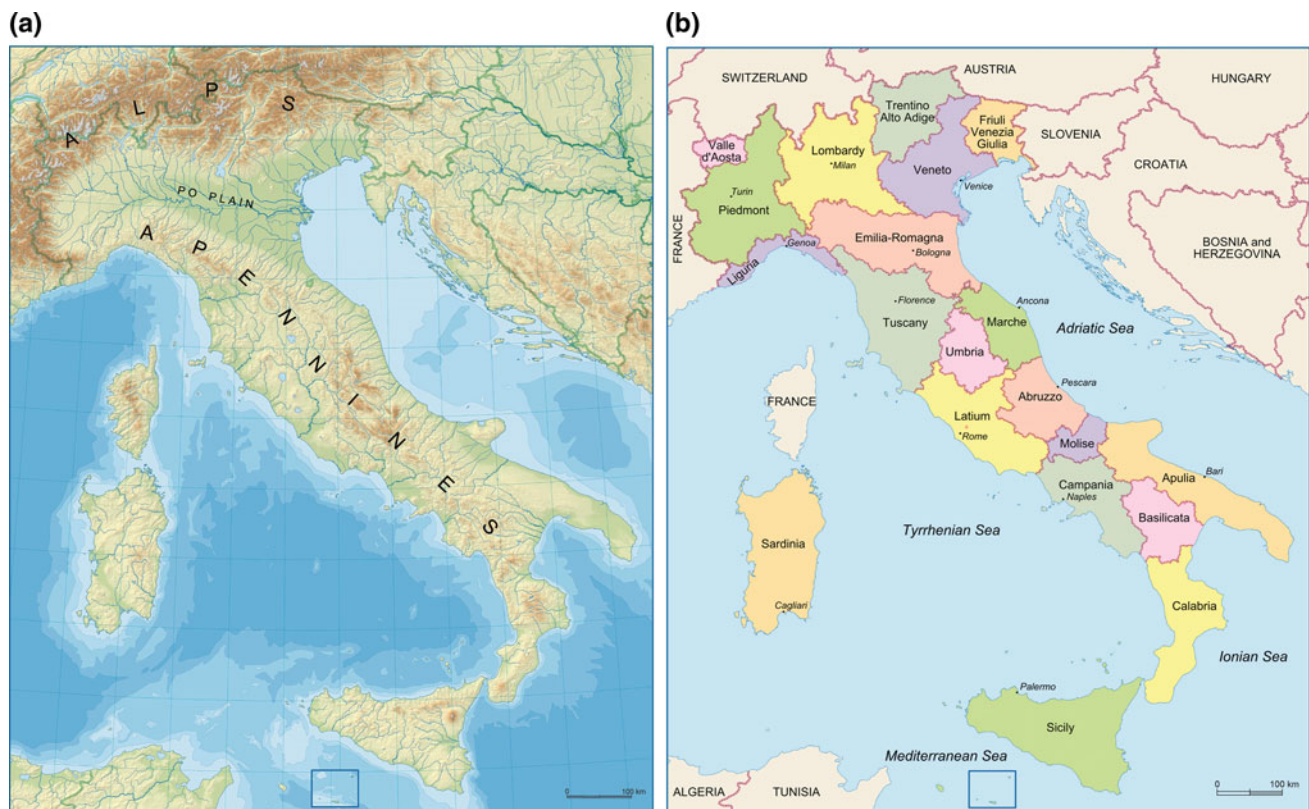 (a)
ALPS
PO PLAIN
APENNINES
100 km
(b)
SWITZERLAND
AUSTRIA
HUNGARY
Trentino
Alto Adige
Friuli
Venezia
Giulia
SLOVENIA
Valle
d'Aosta
Lombardy
Milan
Veneto
Venice
CROATIA
Turin
Piedmont
FRANCE
Emilia-Romagna
Bologna
BOSNIA and
HERZEGOVINA
Genoa
Liguria
Florence
Tuscany
Ancona
Marche
Adriatic Sea
Umbria
Pescara
FRANCE
Abruzzo
Latium
Rome
Molise
Bari
Apulia
Campania
Naples
Basilicata
Tyrrhenian Sea
Sardinia
Cagliari
Calabria
Ionian Sea
Palermo
Sicily
Mediterranean Sea
ALGERIA
TUNISIA
0 100 km